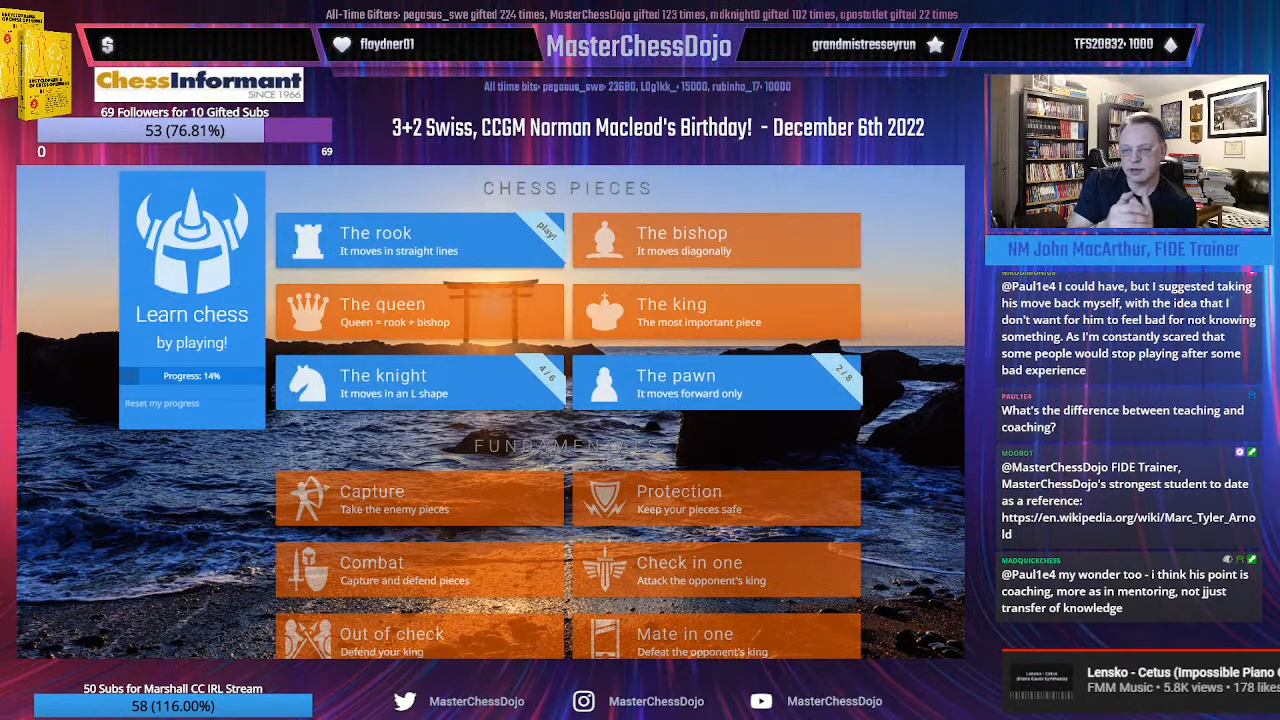 All-Time Gifters• pegasus_swe gifted 224 times, MasterChessDojo gifted 123 times, mdknight0 gifted 102 times, apostatlet gifted 22 times
$
flaydner01
MasterChessDojo
grandmistresseyrun
TFS20832• 1000
All time bits• pegasus_swe• 23680, L0g1kk_• 15000, rubinho_17• 10000
ChessInformant
SINCE 1966
69 Followers for 10 Gifted Subs
53 (76.81%)
0
69
3+2 Swiss, CCGM Norman Macleod's Birthday! - December 6th 2022
CHESS PIECES
Learn chess
by playing!
Progress: 14%
Reset my progress
The rook
It moves in straight lines
play!
The bishop
It moves diagonally
The queen
Queen = rook + bishop
The king
The most important piece
The knight
It moves in an L shape
4/6
The pawn
It moves forward only
2/8
FUNDAMENTALS
Capture
Take the enemy pieces
Protection
Keep your pieces safe
Combat
Capture and defend pieces
Check in one
Attack the opponent's king
Out of check
Defend your king
Mate in one
Defeat the opponent's king
NM John MacArthur, FIDE Trainer
@Paul1e4 I could have, but I suggested taking
his move back myself, with the idea that I
don't want for him to feel bad for not knowing
something. As I'm constantly scared that
some people would stop playing after some
bad experience
PAUL1E4
What's the difference between teaching and
coaching?
MOOBOT
@MasterChessDojo FIDE Trainer,
MasterChessDojo's strongest student to date
as a reference:
https://en.wikipedia.org/wiki/Marc_Tyler_Arno
ld
MADQUICKCHESS
@Paul1e4 my wonder too - i think his point is
coaching, more as in mentoring, not jjust
transfer of knowledge
Lensko - Cetus (Impossible Piano
FMM Music • 5.8K views • 178 likes
50 Subs for Marshall CC IRL Stream
58 (116.00%)
MasterChessDojo
MasterChessDojo
MasterChessDojo